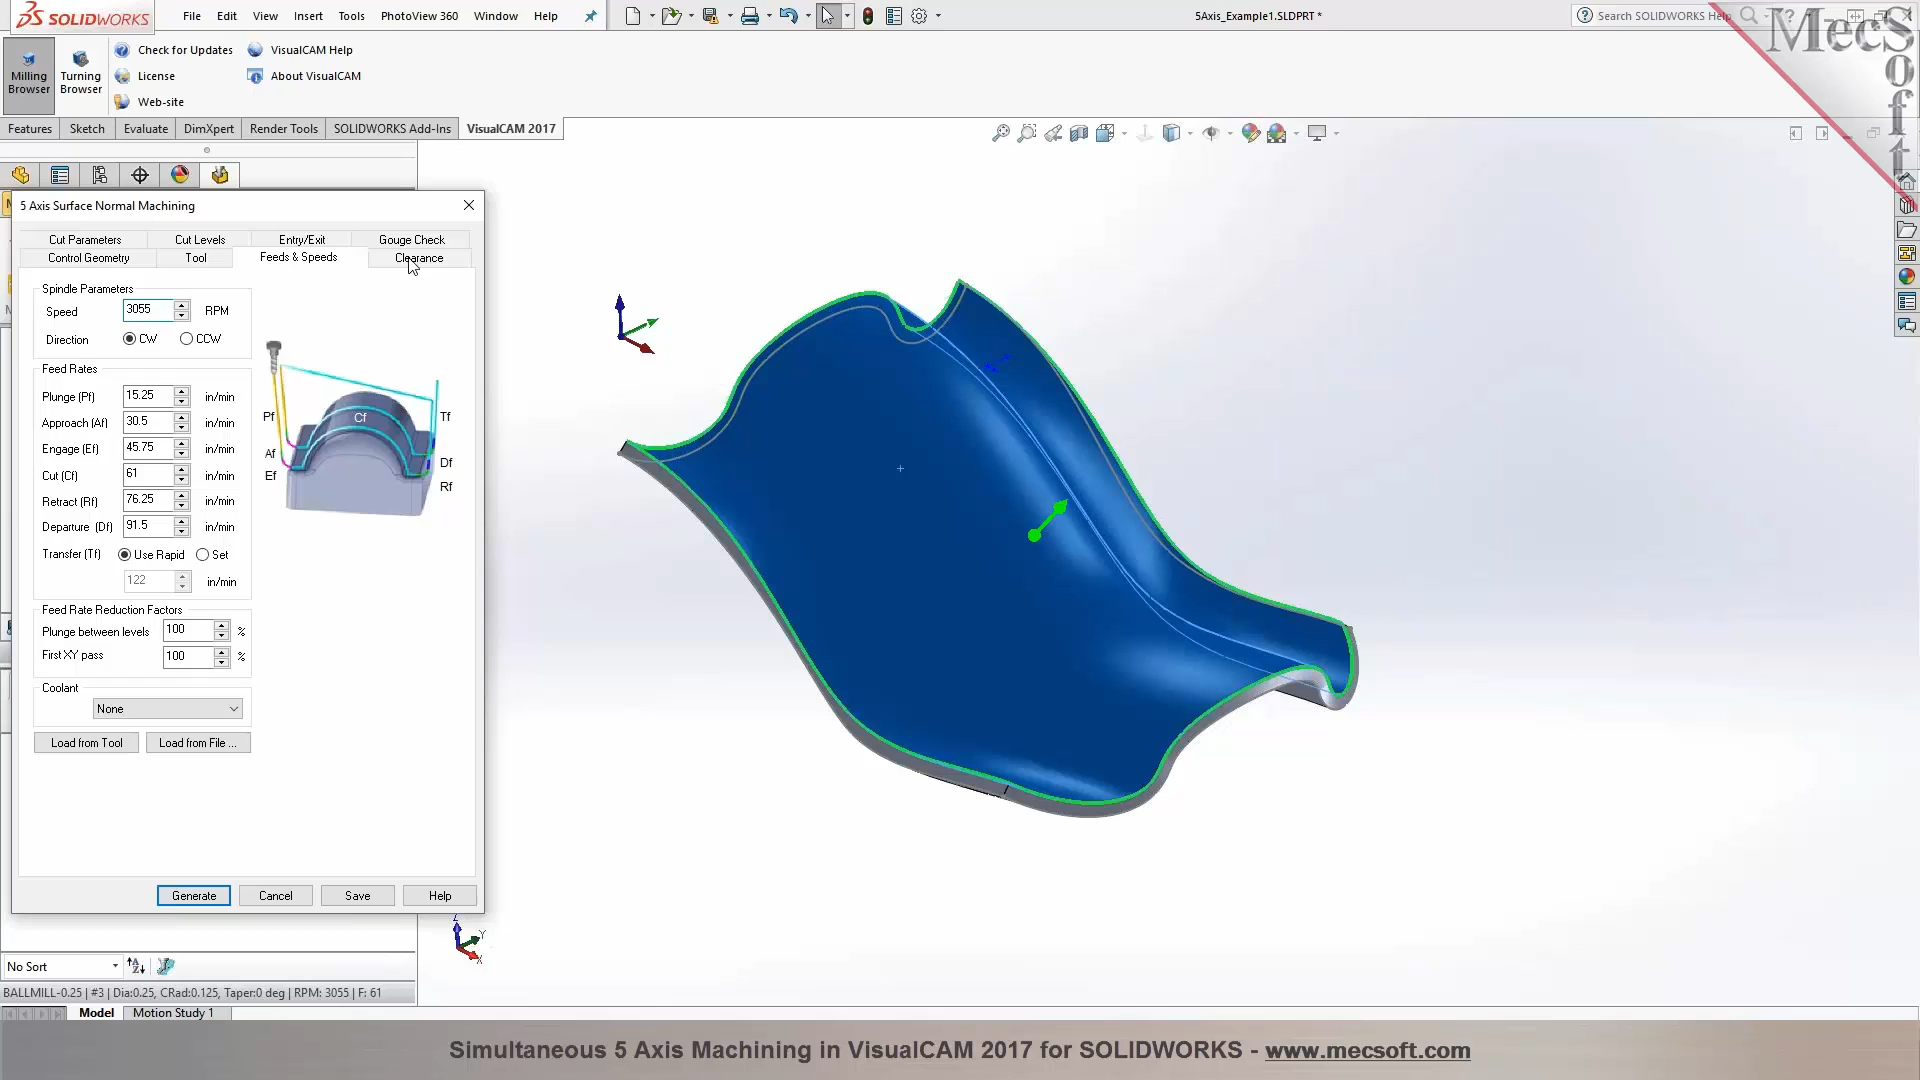 SOLIDWORKS
File Edit View Insert Tools PhotoView 360 Window Help
5Axis_Example1.SLDPRT *
Search SOLIDWORKS Help
MecSoft
Milling Browser
Turning Browser
Check for Updates
License
Web-site
VisualCAM Help
About VisualCAM
Features Sketch Evaluate DimXpert Render Tools SOLIDWORKS Add-Ins VisualCAM 2017
5 Axis Surface Normal Machining
Cut Parameters Cut Levels Entry/Exit Gouge Check
Control Geometry Tool Feeds & Speeds Clearance
Spindle Parameters
Speed 3055 RPM
Direction CW CCW
Feed Rates
Plunge (Pf) 15.25 in/min
Approach (Af) 30.5 in/min
Engage (Ef) 45.75 in/min
Cut (Cf) 61 in/min
Retract (Rf) 76.25 in/min
Departure (Df) 91.5 in/min
Transfer (Tf) Use Rapid Set
122 in/min
Pf Cf Tf
Af Df
Ef Rf
Feed Rate Reduction Factors
Plunge between levels 100 %
First XY pass 100 %
Coolant
None
Load from Tool Load from File ...
Generate Cancel Save Help
Z Y X
No Sort
BALLMILL-0.25 | #3 | Dia:0.25, CRad:0.125, Taper:0 deg | RPM: 3055 | F: 61
Model Motion Study 1
Simultaneous 5 Axis Machining in VisualCAM 2017 for SOLIDWORKS - www.mecsoft.com